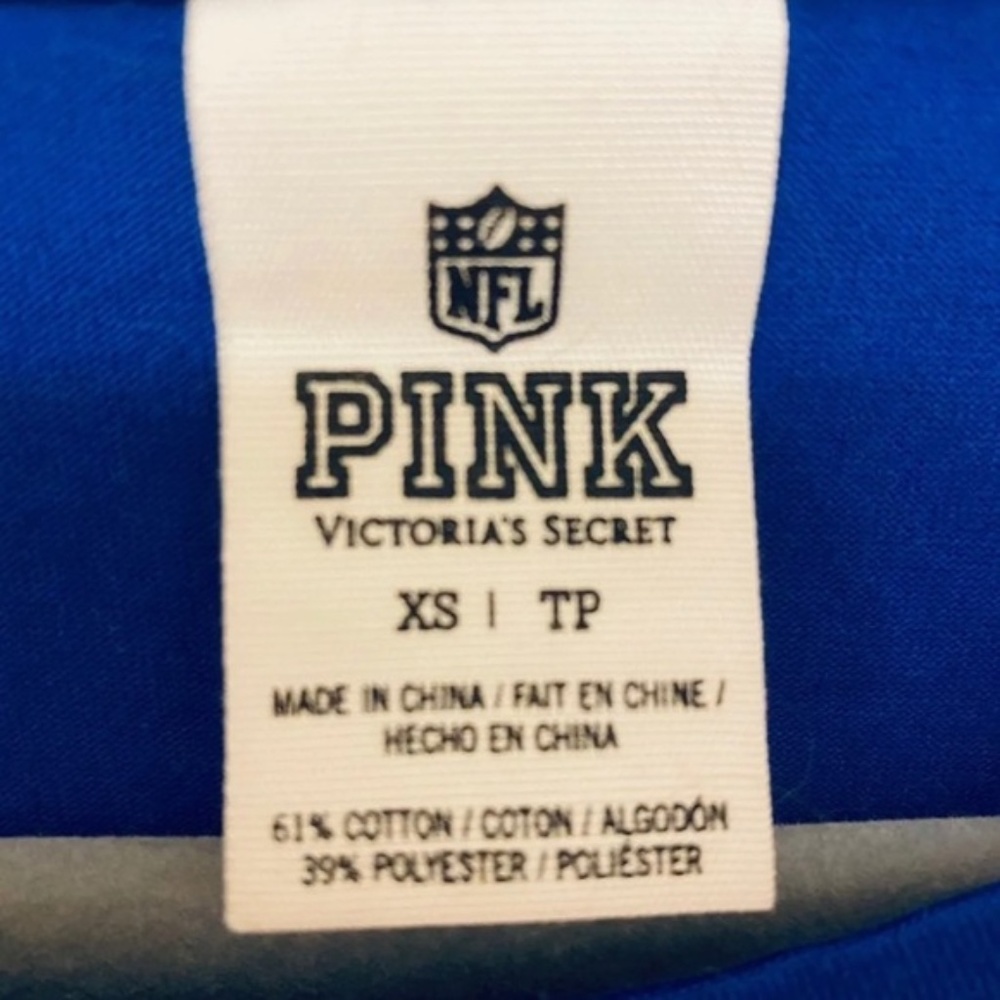 NFL
PINK
VICTORIA'S SECRET
XS | TP
MADE IN CHINA / FAIT EN CHINE /
HECHO EN CHINA
61% COTTON / COTON / ALGODÓN
39% POLYESTER / POLIÉSTER